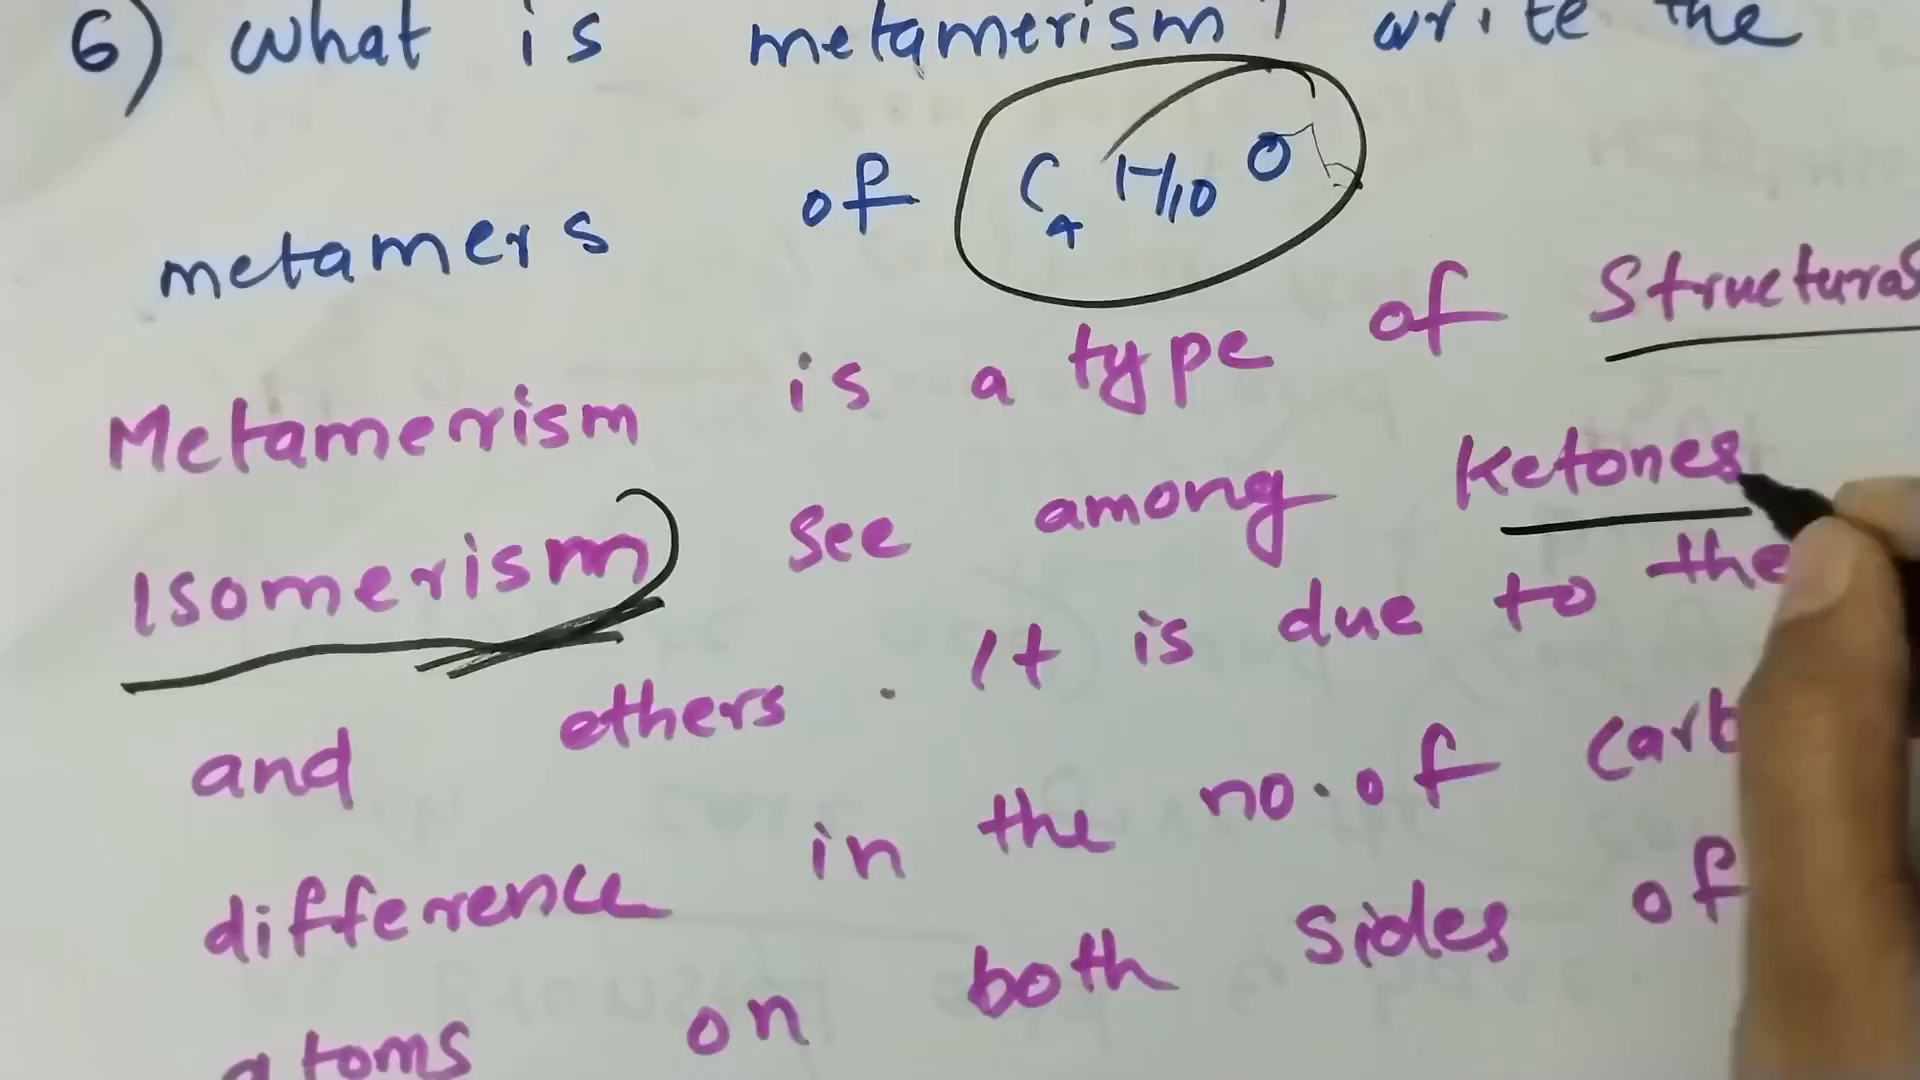 6) What is metamerism? write the
metamers of C4H10O
Metamerism is a type of Structural
Isomerism see among ketones
and others. It is due to the
difference in the no. of carb
atoms on both sides of